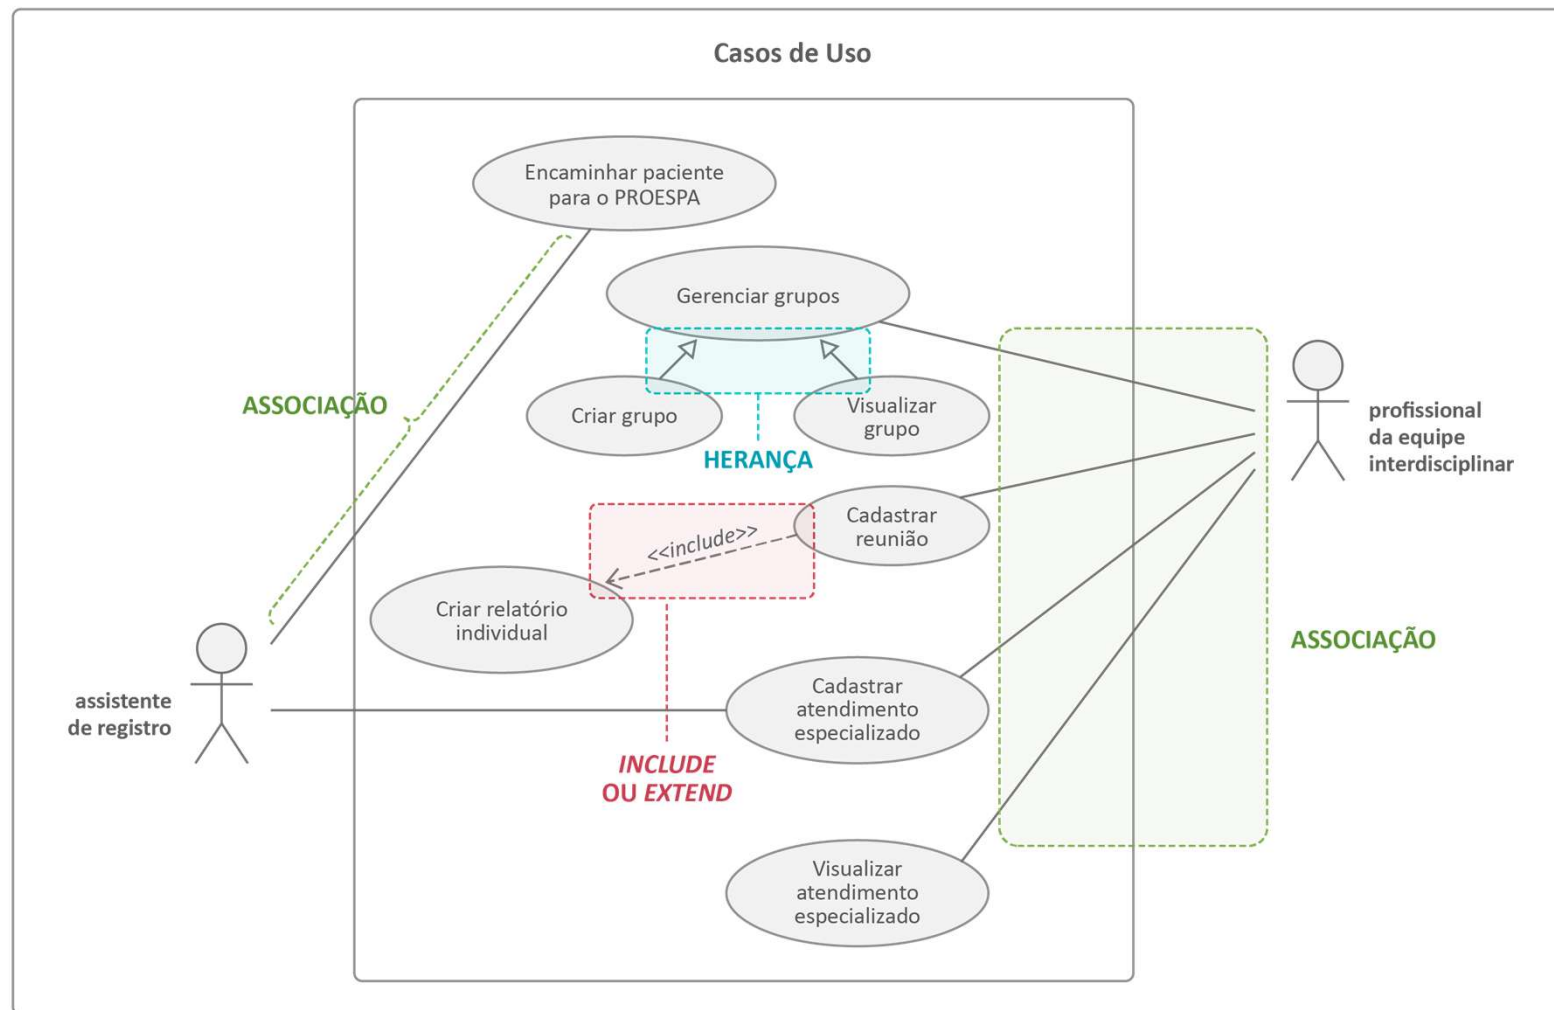 Casos de Uso
Encaminhar paciente
para o PROESPA
Gerenciar grupos
ASSOCIAÇÃO
Criar grupo
Visualizar
grupo
HERANÇA
profissional
da equipe
interdisciplinar
Cadastrar
reunião
<<include>>
Criar relatório
individual
ASSOCIAÇÃO
assistente
de registro
Cadastrar
atendimento
especializado
INCLUDE
OU EXTEND
Visualizar
atendimento
especializado